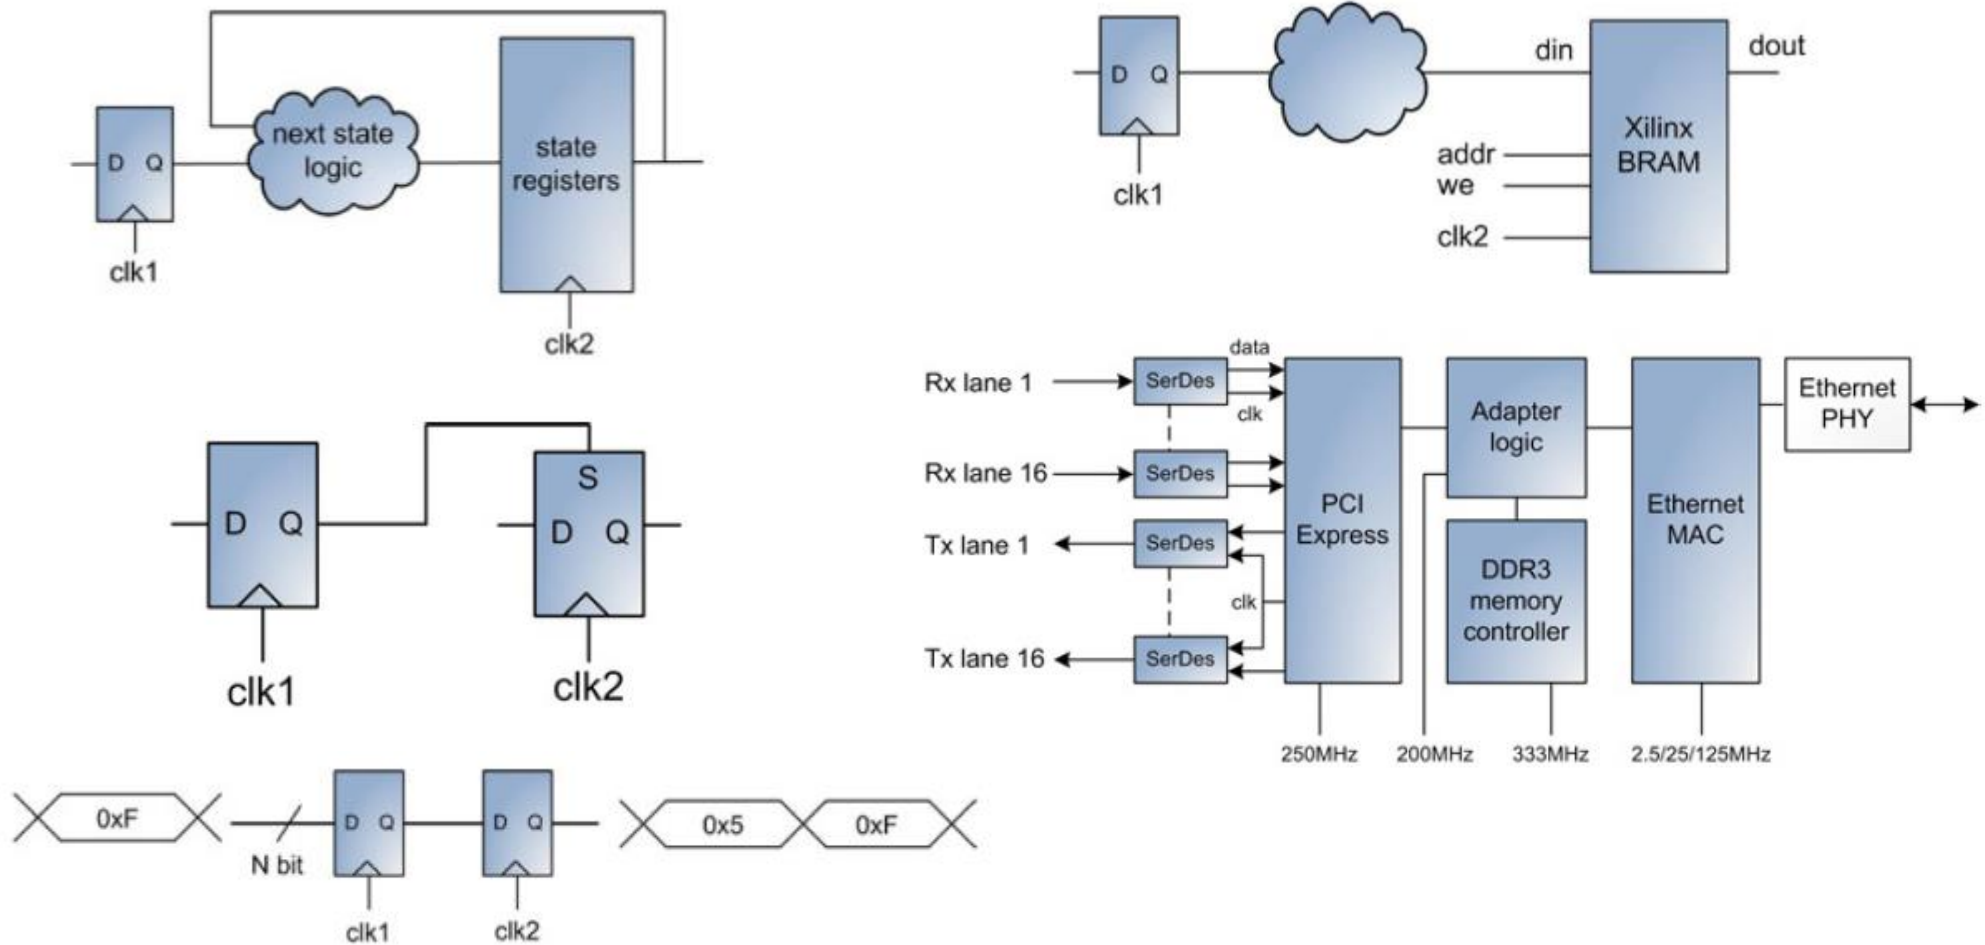 next state
logic
D Q
state
registers
clk1
clk2
D Q
din
dout
Xilinx
BRAM
addr
we
clk1
clk2
D Q
S
D Q
clk1
clk2
data
Rx lane 1
SerDes
clk
Rx lane 16
SerDes
Tx lane 1
SerDes
clk
Tx lane 16
SerDes
PCI
Express
Adapter
logic
DDR3
memory
controller
Ethernet
MAC
Ethernet
PHY
250MHz
200MHz
333MHz
2.5/25/125MHz
0xF
N bit
D Q
D Q
0x5
0xF
clk1
clk2